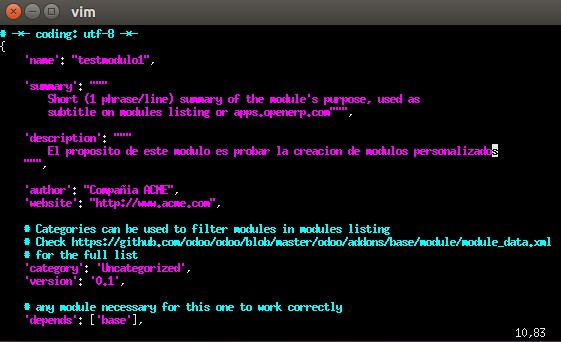 vim
# -*- coding: utf-8 -*-
{
    'name': "testmodulo1",
    'summary': """
        Short (1 phrase/line) summary of the module's purpose, used as
        subtitle on modules listing or apps.openerp.com""",
    'description': """
        El proposito de este modulo es probar la creacion de modulos personalizados
    """,
    'author': "Compañia ACME",
    'website': "http://www.acme.com",
    # Categories can be used to filter modules in modules listing
    # Check https://github.com/odoo/odoo/blob/master/odoo/addons/base/module/module_data.xml
    # for the full list
    'category': 'Uncategorized',
    'version': '0.1',
    # any module necessary for this one to work correctly
    'depends': ['base'],
10,83